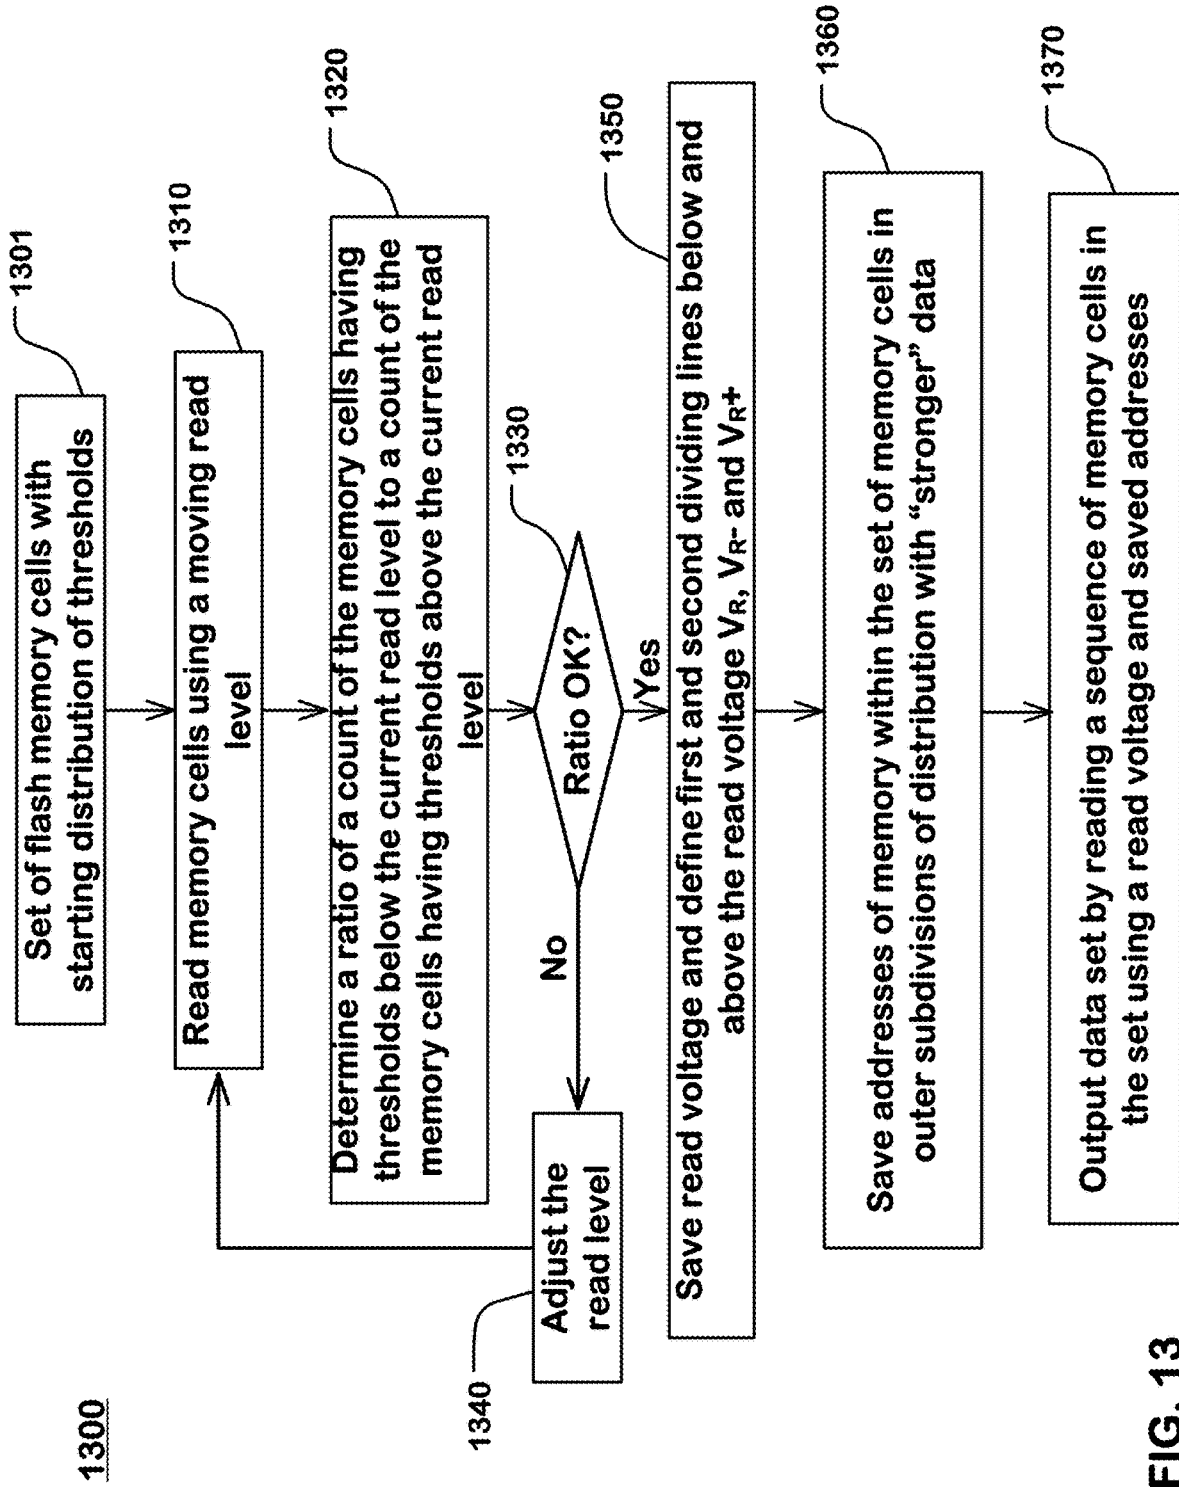 1300
Set of flash memory cells with
starting distribution of thresholds
1301
Read memory cells using a moving read
level
1310
Determine a ratio of a count of the memory cells having
thresholds below the current read level to a count of the
memory cells having thresholds above the current read
level
1320
Ratio OK?
1330
No
Yes
Adjust the
read level
1340
Save read voltage and define first and second dividing lines below and
above the read voltage VR, VR- and VR+
1350
Save addresses of memory within the set of memory cells in
outer subdivisions of distribution with “stronger” data
1360
Output data set by reading a sequence of memory cells in
the set using a read voltage and saved addresses
1370
FIG. 13